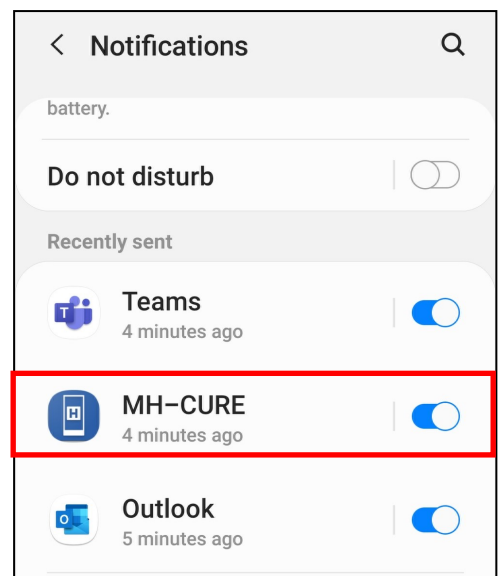 Notifications
battery.
Do not disturb
Recently sent
T
Teams
4 minutes ago
H
MH-CURE
4 minutes ago
O
Outlook
5 minutes ago